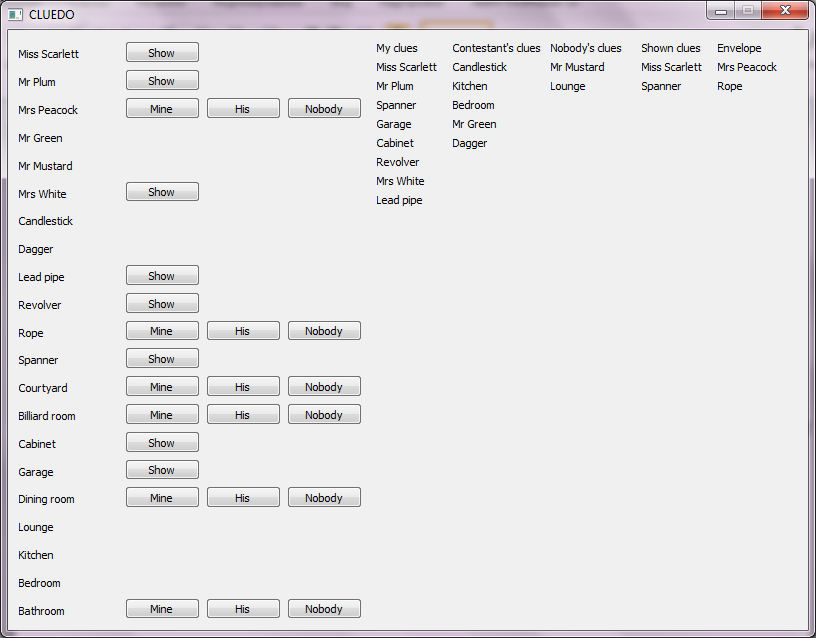 CLUEDO
Miss Scarlett Show
Mr Plum Show
Mrs Peacock Mine His Nobody
Mr Green
Mr Mustard
Mrs White Show
Candlestick
Dagger
Lead pipe Show
Revolver Show
Rope Mine His Nobody
Spanner Show
Courtyard Mine His Nobody
Billiard room Mine His Nobody
Cabinet Show
Garage Show
Dining room Mine His Nobody
Lounge
Kitchen
Bedroom
Bathroom Mine His Nobody
My clues Contestant's clues Nobody's clues Shown clues Envelope
Miss Scarlett Candlestick Mr Mustard Miss Scarlett Mrs Peacock
Mr Plum Kitchen Lounge Spanner Rope
Spanner Bedroom
Garage Mr Green
Cabinet Dagger
Revolver
Mrs White
Lead pipe